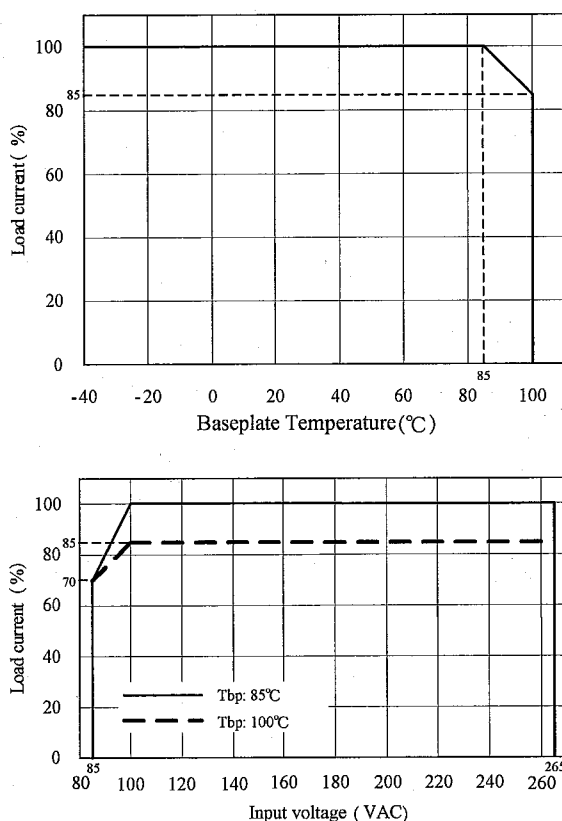 100
85
80
60
40
20
0
Load current ( %)
85
-40 -20 0 20 40 60 80 100
Baseplate Temperature(℃)
100
85
80
70
60
40
20
0
Load current ( %)
Tbp: 85℃
Tbp: 100℃
85
265
80 100 120 140 160 180 200 220 240 260
Input voltage ( VAC)